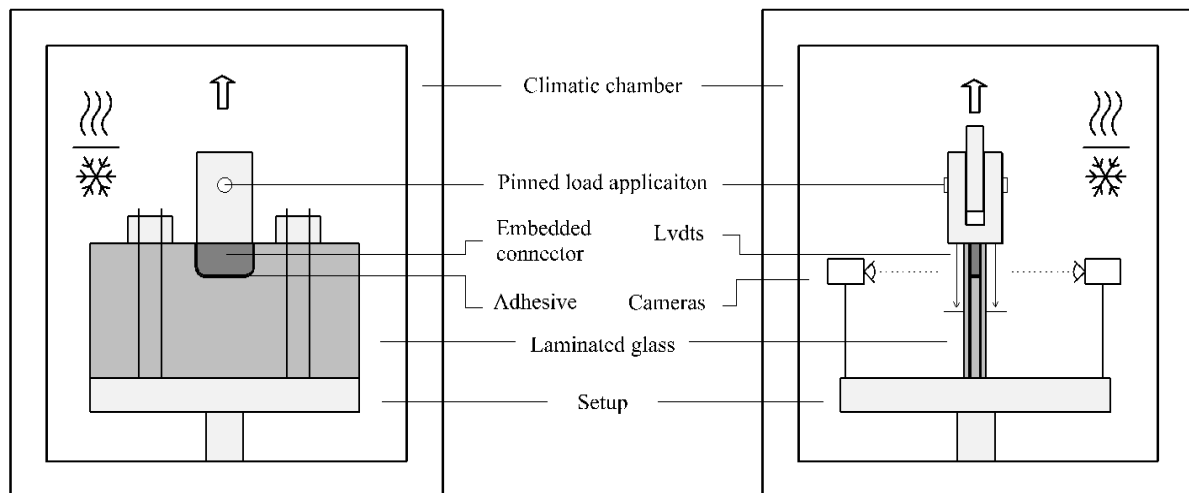 Climatic chamber
Pinned load applicaiton
Embedded
connector
Lvdts
Adhesive
Cameras
Laminated glass
Setup